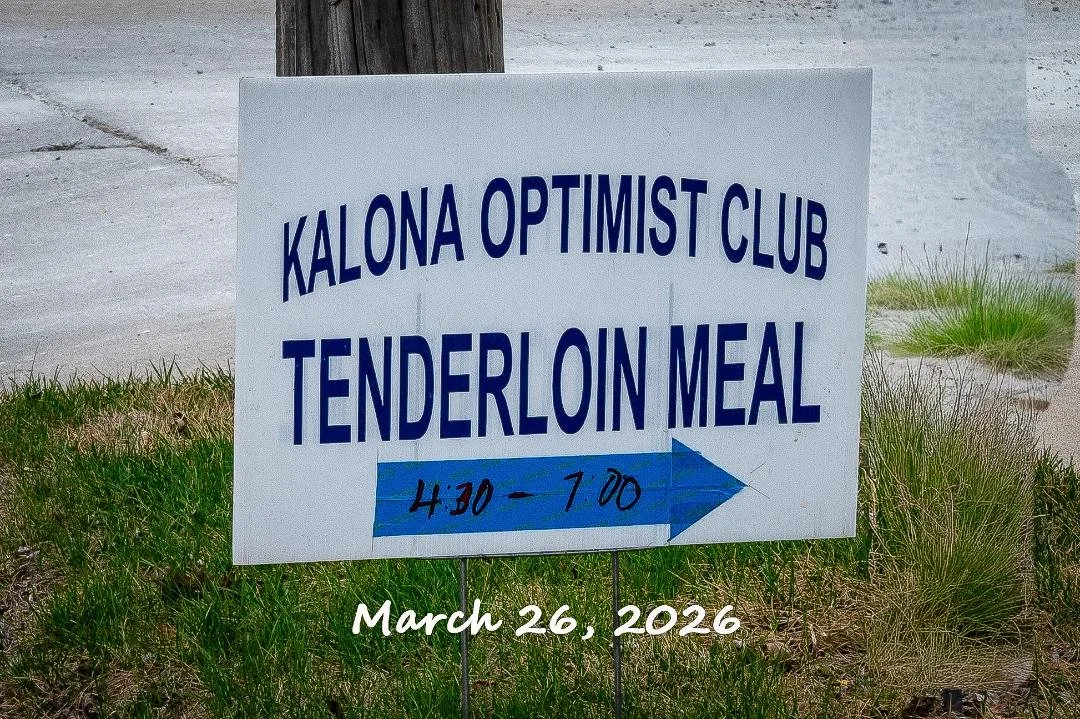 KALONA OPTIMIST CLUB
TENDERLOIN MEAL
4:30 - 7:00
March 26, 2026